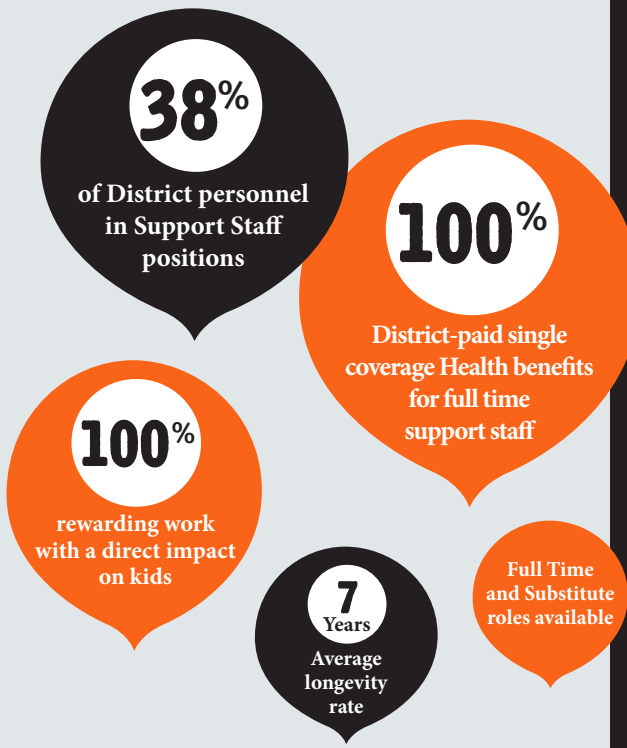 38%
of District personnel
in Support Staff
positions
100%
District-paid single
coverage Health benefits
for full time
support staff
100%
rewarding work
with a direct impact
on kids
7
Years
Average
longevity
rate
Full Time
and Substitute
roles available